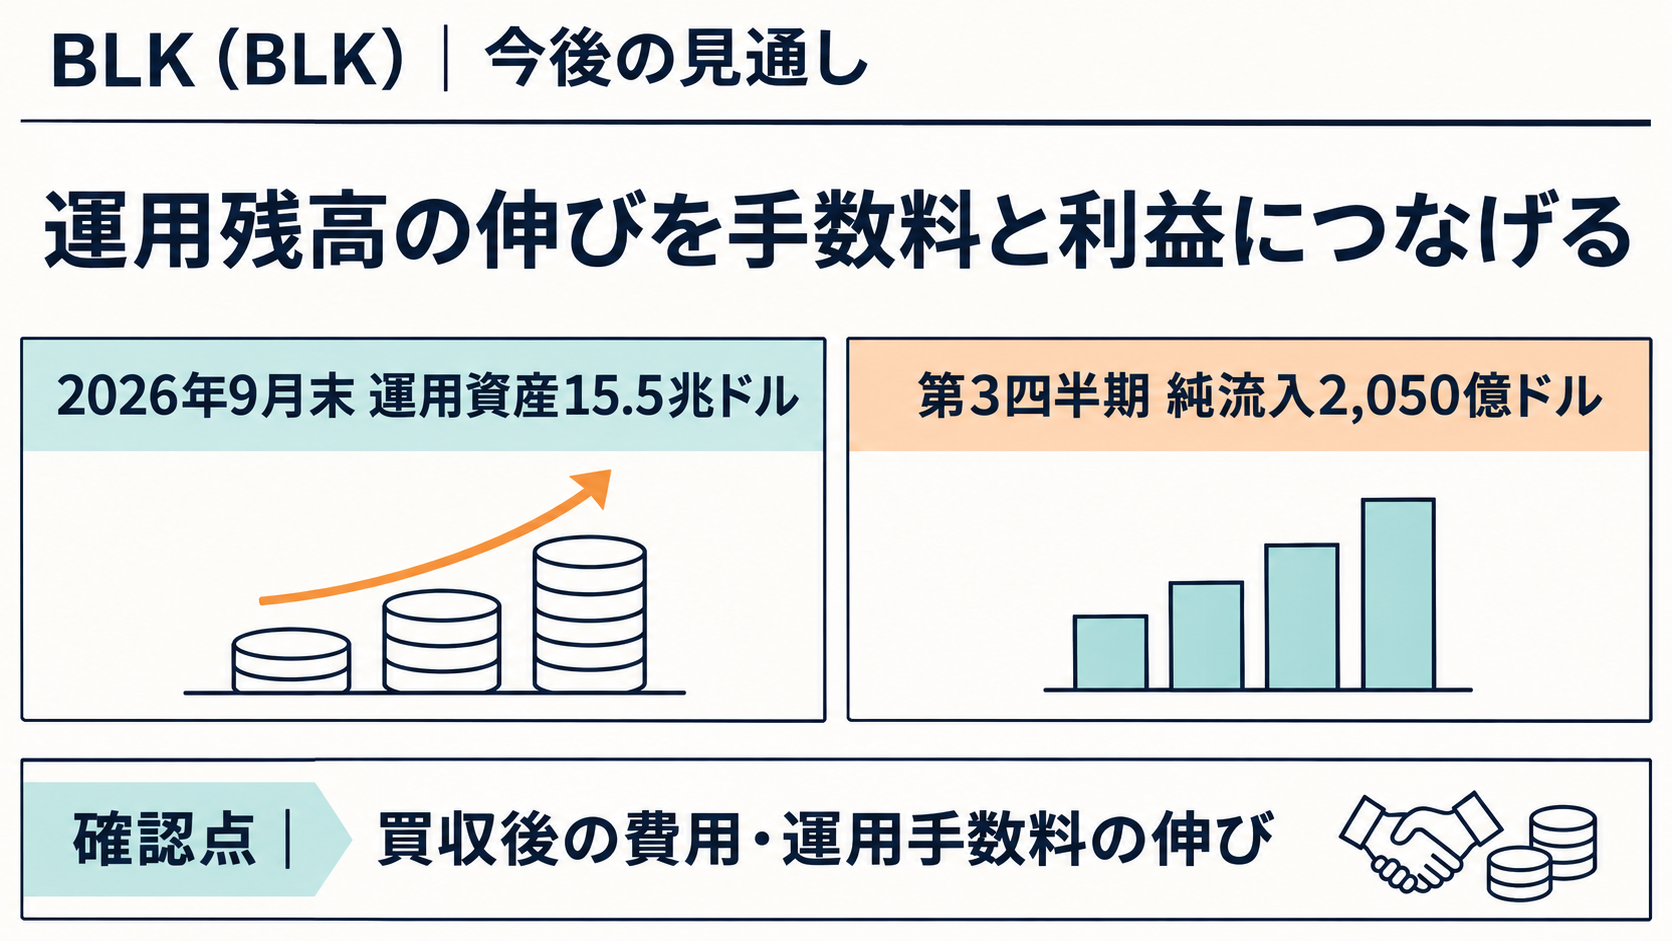 BLK（BLK）｜今後の見通し
運用残高の伸びを手数料と利益につなげる
2026年9月末 運用資産15.5兆ドル
第3四半期 純流入2,050億ドル
確認点｜買収後の費用・運用手数料の伸び